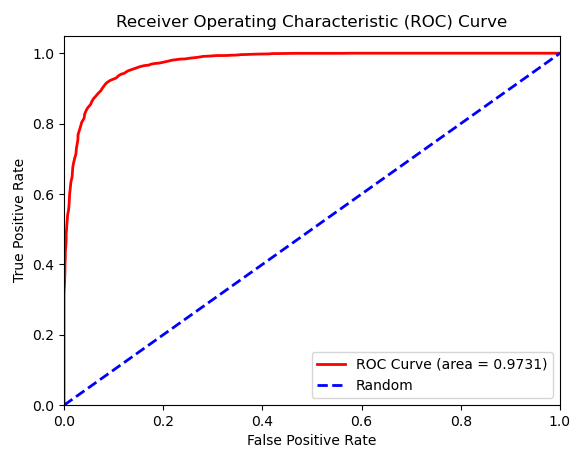 Receiver Operating Characteristic (ROC) Curve
1.0
0.8
0.6
0.4
0.2
0.0
True Positive Rate
ROC Curve (area = 0.9731)
Random
0.0 0.2 0.4 0.6 0.8 1.0
False Positive Rate